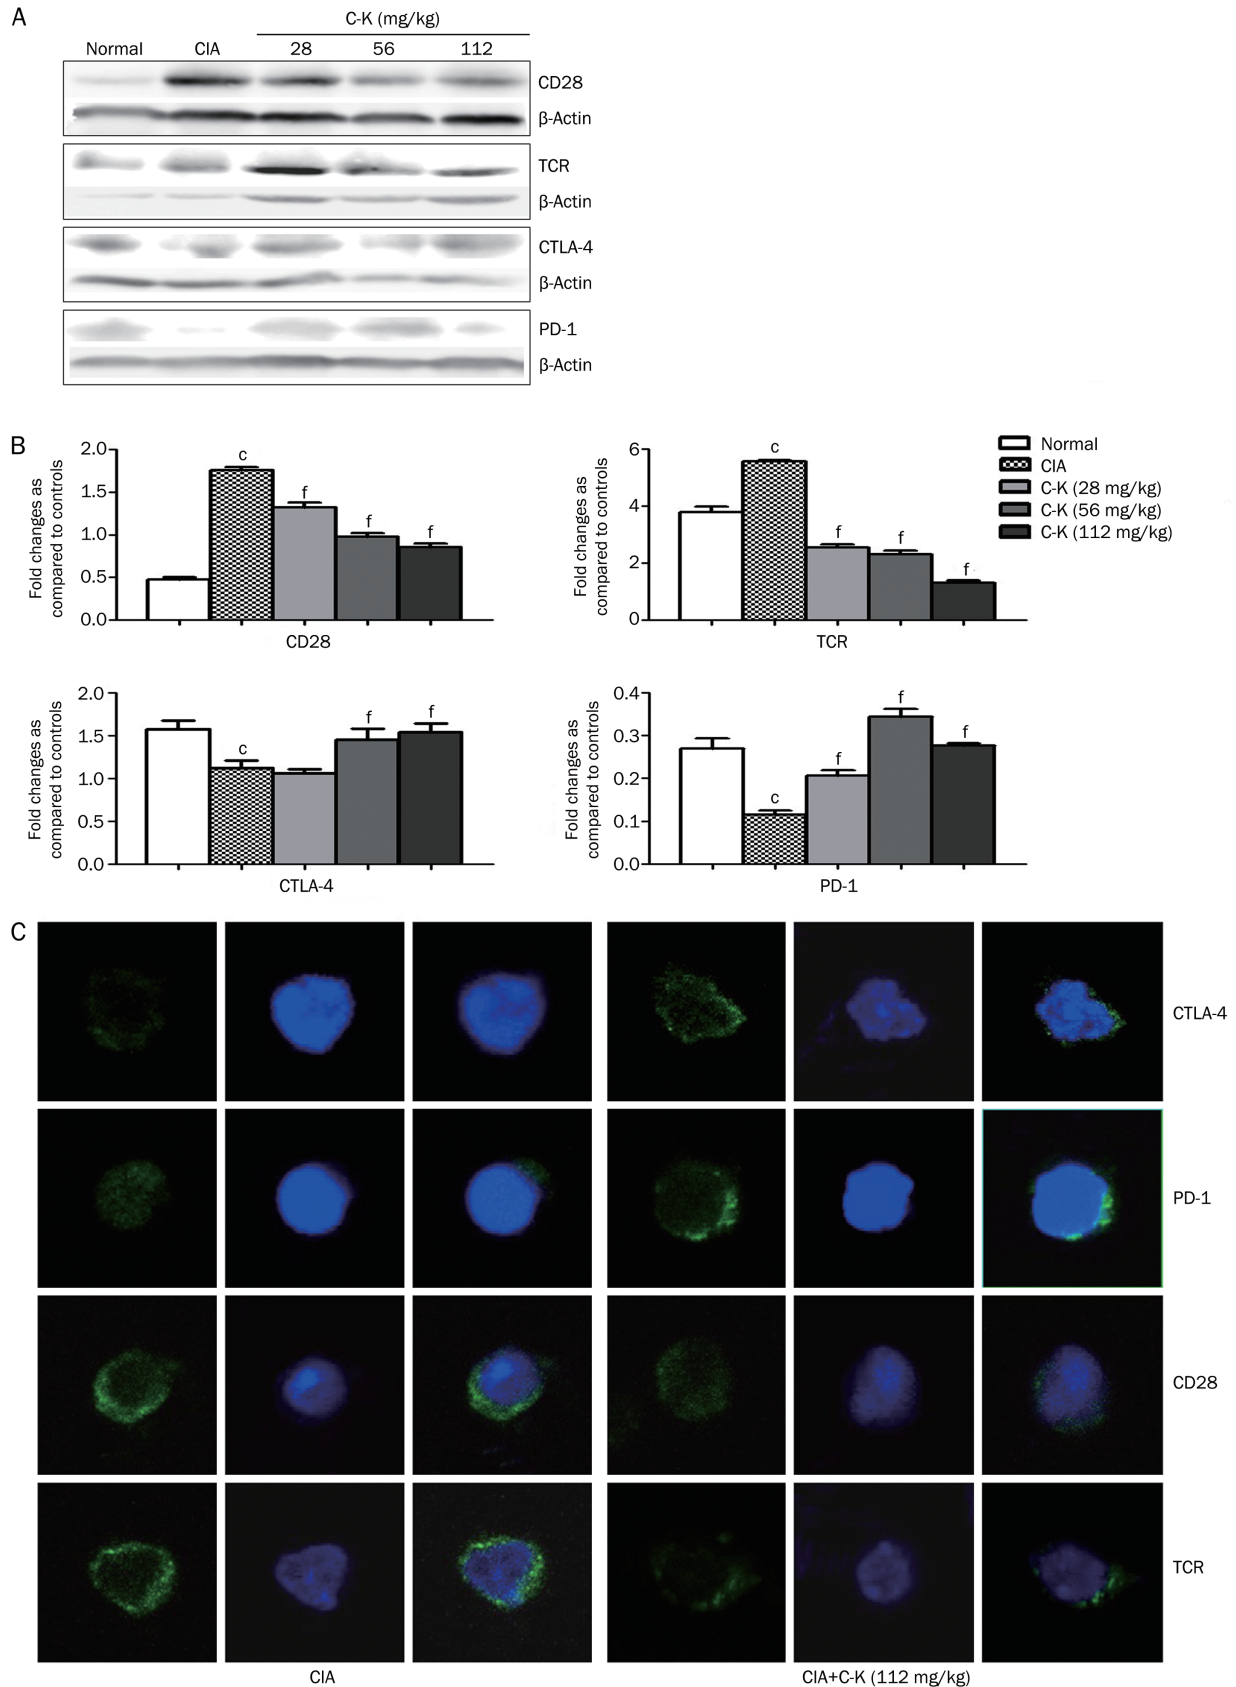 A
C-K (mg/kg)
Normal CIA 28 56 112
CD28
β-Actin
TCR
β-Actin
CTLA-4
β-Actin
PD-1
β-Actin
B
Fold changes as
compared to controls
2.0
1.5
1.0
0.5
0.0
c
f
f
f
CD28
Fold changes as
compared to controls
6
4
2
0
c
f
f
f
TCR
Normal
CIA
C-K (28 mg/kg)
C-K (56 mg/kg)
C-K (112 mg/kg)
Fold changes as
compared to controls
2.0
1.5
1.0
0.5
0.0
c
f
f
CTLA-4
Fold changes as
compared to controls
0.4
0.3
0.2
0.1
0.0
c
f
f
f
PD-1
C
CTLA-4
PD-1
CD28
TCR
CIA
CIA+C-K (112 mg/kg)